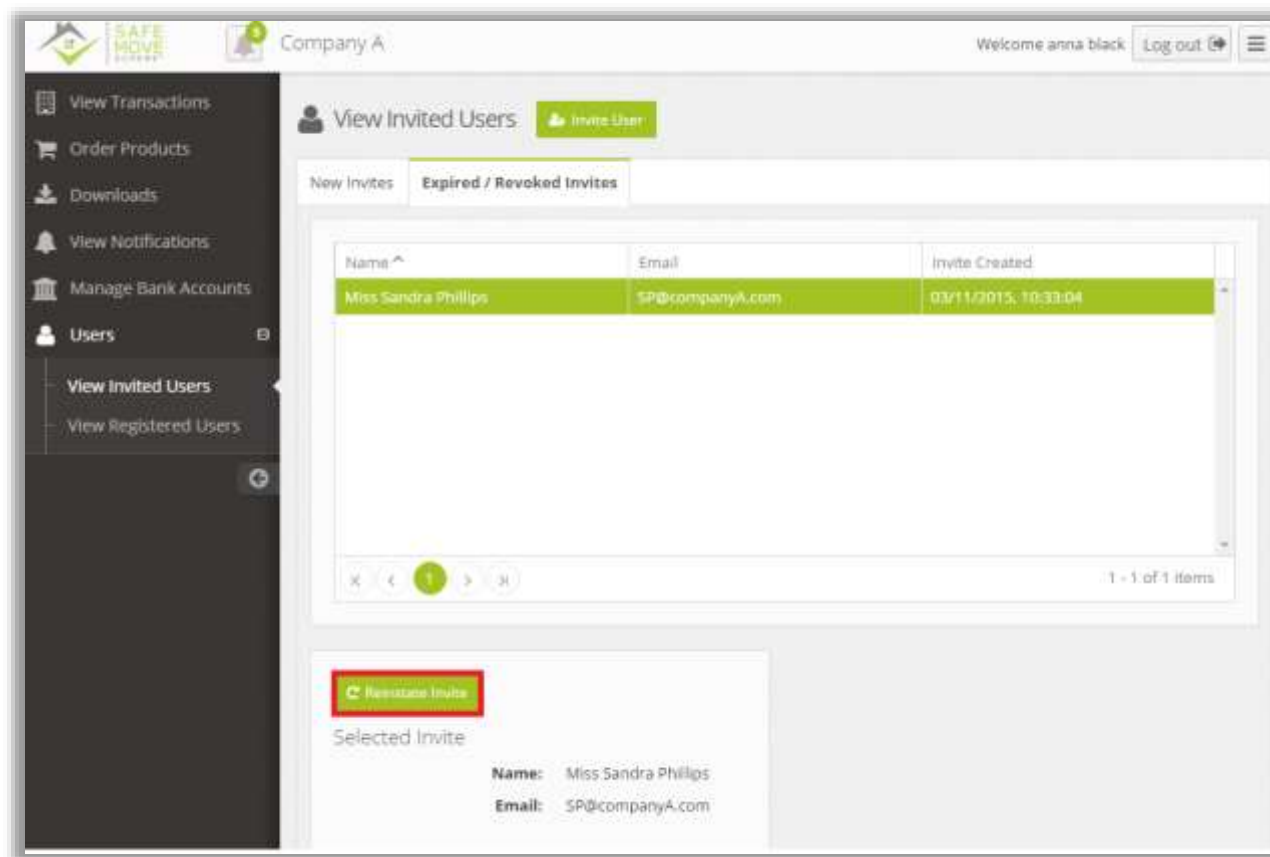 SAFE
MOVE
Company A
Welcome anna black
Log out
View Transactions
Order Products
Downloads
View Notifications
Manage Bank Accounts
Users
View Invited Users
View Registered Users
View Invited Users
Invite User
New Invites
Expired / Revoked Invites
Name
Email
Invite Created
Miss Sandra Phillips
SP@companyA.com
03/11/2015, 10:33:04
1
1 - 1 of 1 items
Reinstate Invite
Selected Invite
Name: Miss Sandra Phillips
Email: SP@companyA.com